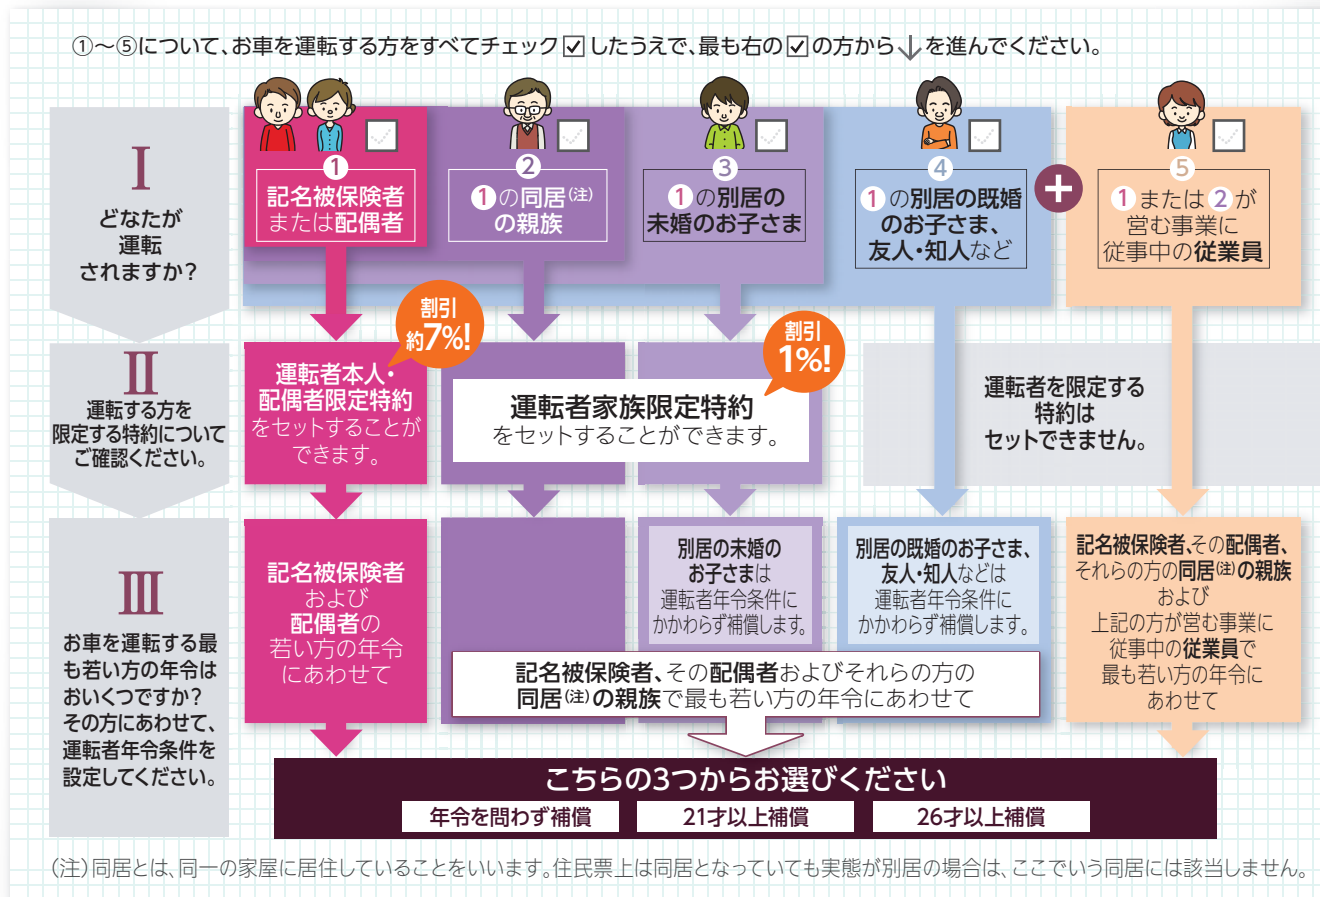 ①～⑤について、お車を運転する方をすべてチェック☑したうえで、最も右の☑の方から↓を進んでください。
Ⅰ
どなたが
運転
されますか?
①
記名被保険者
または配偶者
②
①の同居(注)
の親族
③
①の別居の
未婚のお子さま
④
①の別居の既婚
のお子さま、
友人・知人など
+
⑤
①または②が
営む事業に
従事中の従業員
Ⅱ
運転する方を
限定する特約について
ご確認ください。
割引
約7%!
運転者本人・
配偶者限定特約
をセットすることが
できます。
割引
1%!
運転者家族限定特約
をセットすることができます。
運転者を限定する
特約は
セットできません。
Ⅲ
お車を運転する最
も若い方の年令は
おいくつですか?
その方にあわせて、
運転者年令条件を
設定してください。
記名被保険者
および
配偶者の
若い方の年令
にあわせて
別居の未婚の
お子さまは
運転者年令条件に
かかわらず補償します。
別居の既婚のお子さま、
友人・知人などは
運転者年令条件に
かかわらず補償します。
記名被保険者、その配偶者およびそれらの方の
同居(注)の親族で最も若い方の年令にあわせて
記名被保険者、その配偶者、
それらの方の同居(注)の親族
および
上記の方が営む事業に
従事中の従業員で
最も若い方の年令に
あわせて
こちらの3つからお選びください
年令を問わず補償
21才以上補償
26才以上補償
(注)同居とは、同一の家屋に居住していることをいいます。住民票上は同居となっていても実態が別居の場合は、ここでいう同居には該当しません。